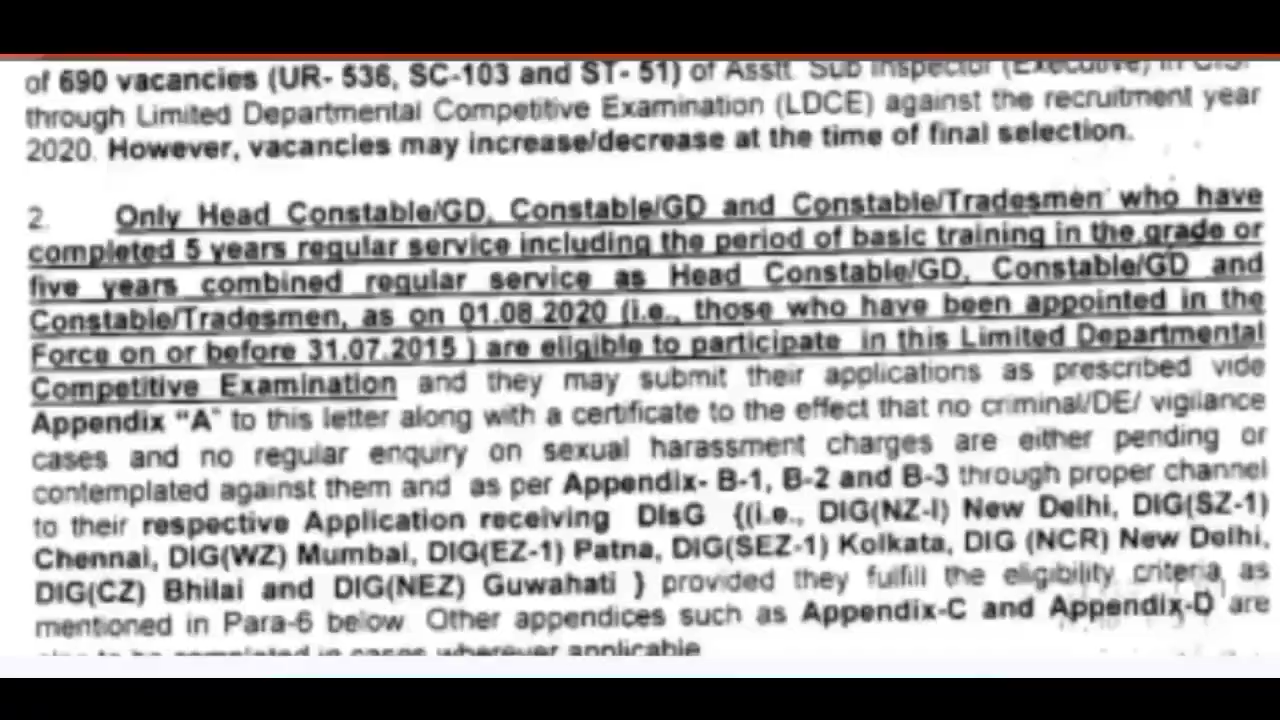 of 690 vacancies (UR- 536, SC-103 and ST- 51) of Asstt. Sub Inspector (Executive) in
through Limited Departmental Competitive Examination (LDCE) against the recruitment year
2020. However, vacancies may increase/decrease at the time of final selection.
2. Only Head Constable/GD, Constable/GD and Constable/Tradesmen who have
completed 5 years regular service including the period of basic training in the grade or
five years combined regular service as Head Constable/GD, Constable/GD and
Constable/Tradesmen, as on 01.08.2020 (i.e., those who have been appointed in the
Force on or before 31.07.2015 ) are eligible to participate in this Limited Departmental
Competitive Examination and they may submit their applications as prescribed vide
Appendix "A" to this letter along with a certificate to the effect that no criminal/DE/ vigilance
cases and no regular enquiry on sexual harassment charges are either pending or
contemplated against them and as per Appendix- B-1, B-2 and B-3 through proper channel
to their respective Application receiving DIsG {(i.e., DIG(NZ-I) New Delhi, DIG(SZ-1)
Chennai, DIG(WZ) Mumbai, DIG(EZ-1) Patna, DIG(SEZ-1) Kolkata, DIG (NCR) New Delhi,
DIG(CZ) Bhilai and DIG(NEZ) Guwahati } provided they fulfill the eligibility criteria as
mentioned in Para-6 below. Other appendices such as Appendix-C and Appendix-D are
also to be completed in cases wherever applicable.